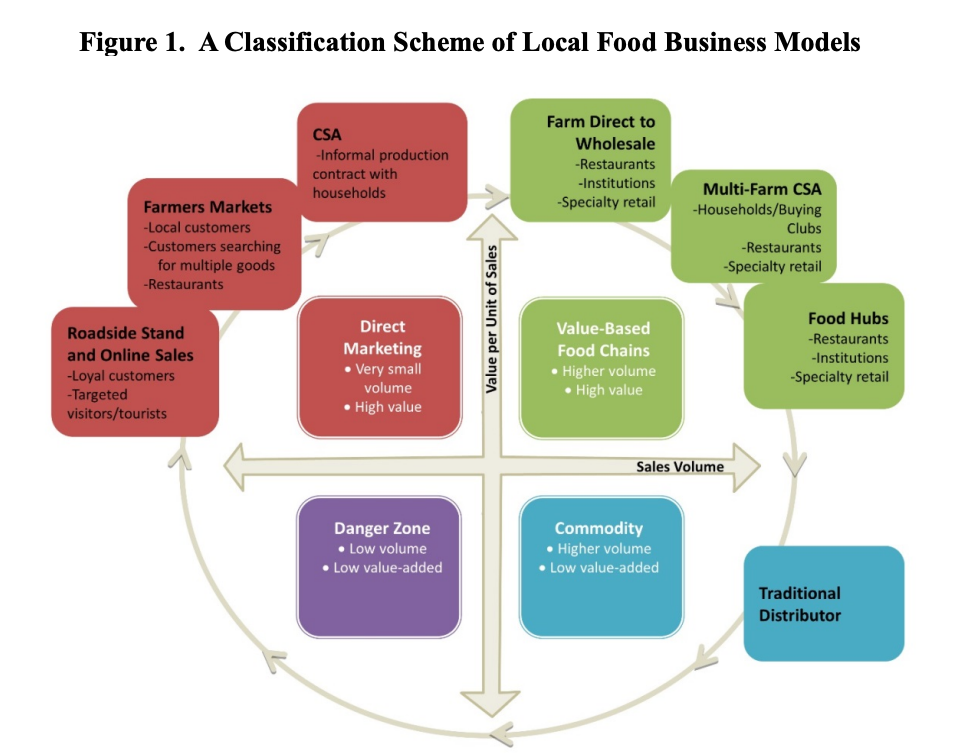 Figure 1.  A Classification Scheme of Local Food Business Models
CSA
-Informal production
contract with
households
Farm Direct to
Wholesale
-Restaurants
-Institutions
-Specialty retail
Farmers Markets
-Local customers
-Customers searching
for multiple goods
-Restaurants
Multi-Farm CSA
-Households/Buying
Clubs
-Restaurants
-Specialty retail
Roadside Stand
and Online Sales
-Loyal customers
-Targeted
visitors/tourists
Direct
Marketing
• Very small
volume
• High value
Value per Unit of Sales
Value-Based
Food Chains
• Higher volume
• High value
Food Hubs
-Restaurants
-Institutions
-Specialty retail
Sales Volume
Danger Zone
• Low volume
• Low value-added
Commodity
• Higher volume
• Low value-added
Traditional
Distributor